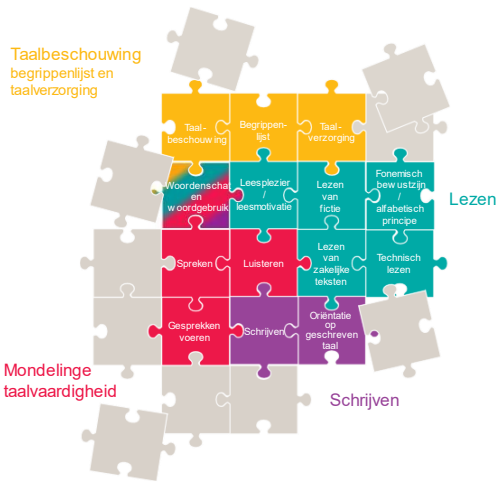 Taalbeschouwing
begrippenlijst en
taalverzorging
Taal-
beschouwing
Begrippen-
lijst
Taal-
verzorging
Woordenschat
en
woordgebruik
Leesplezier
/
leesmotivatie
Lezen
van
fictie
Fonemisch
bewustzijn
/
alfabetisch
principe
Lezen
Spreken
Luisteren
Lezen
van
zakelijke
teksten
Technisch
lezen
Gesprekken
voeren
Schrijven
Oriëntatie
op
geschreven
taal
Mondelinge
taalvaardigheid
Schrijven